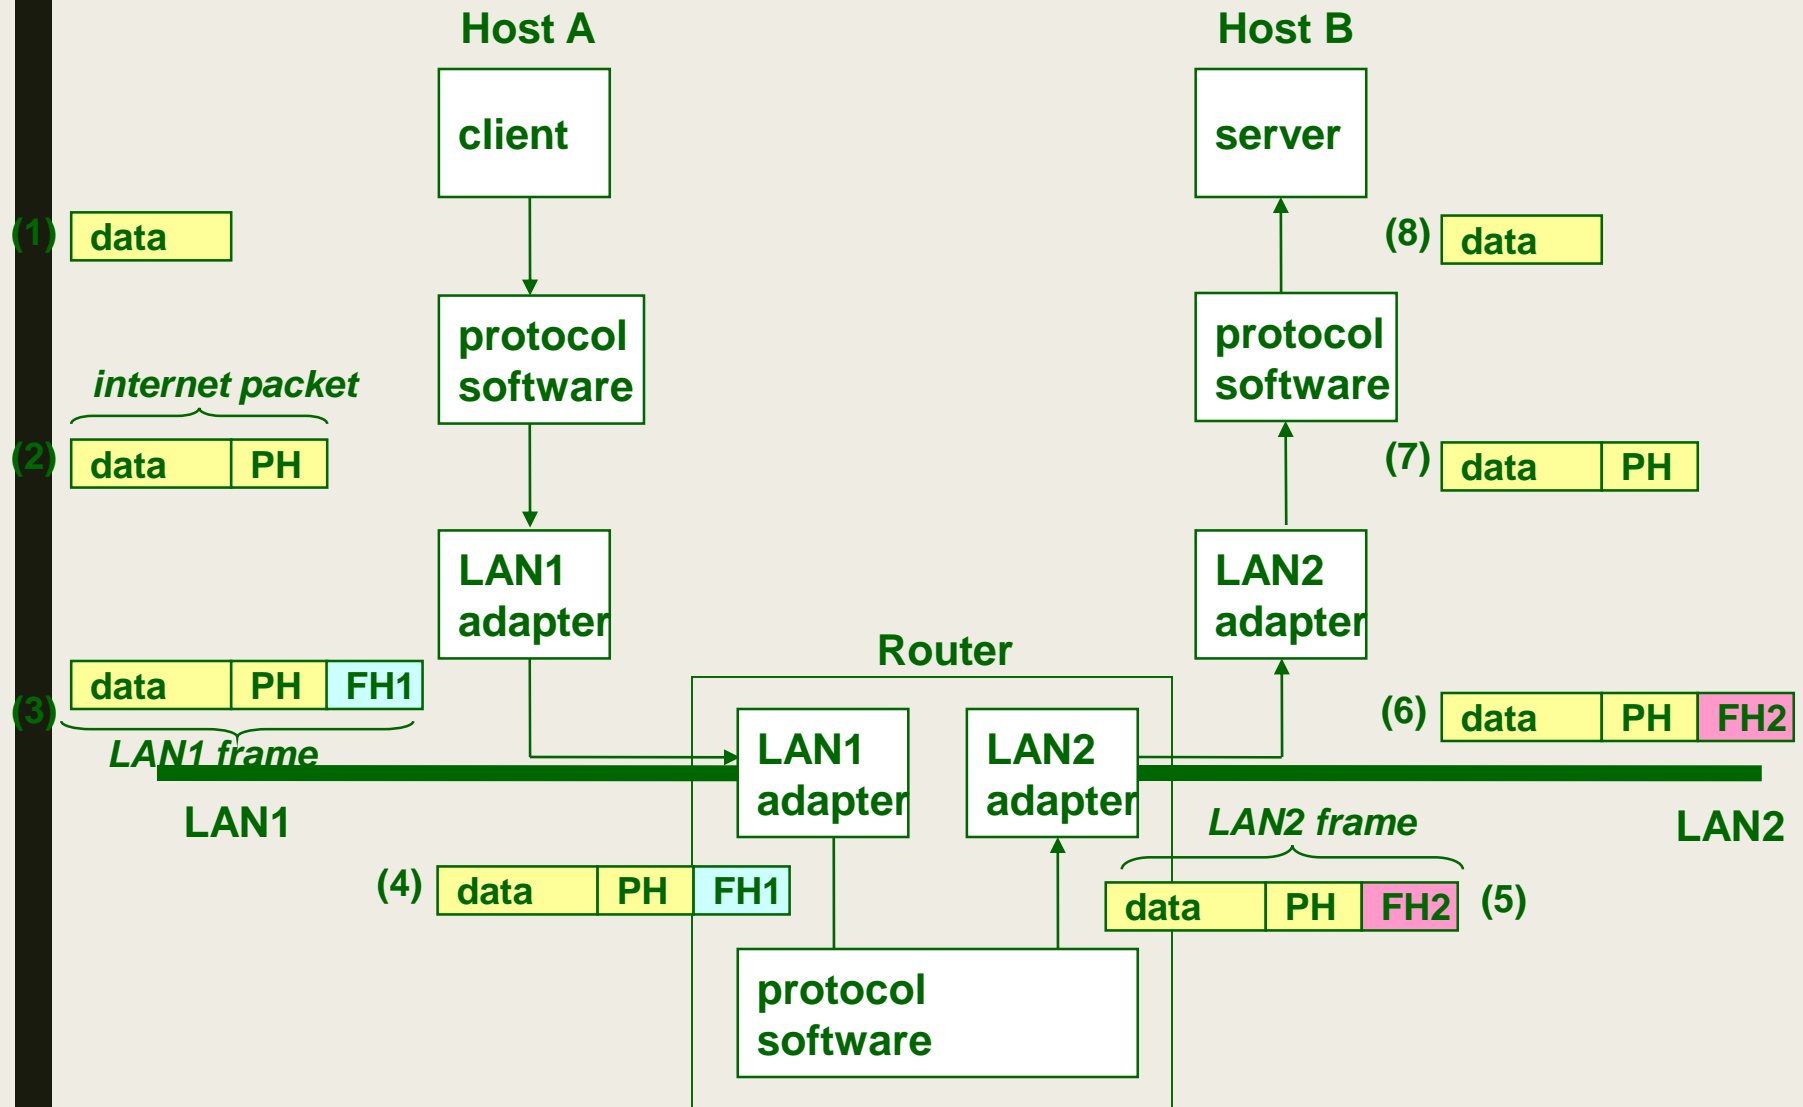 Host A
Host B
client
server
(1) data
(8) data
protocol
software
protocol
software
internet packet
(2) data PH
(7) data PH
LAN1
adapter
LAN2
adapter
Router
data PH FH1
(3)
LAN1 frame
(6) data PH FH2
LAN1
adapter
LAN2
adapter
LAN1
LAN2 frame
LAN2
(4) data PH FH1
data PH FH2 (5)
protocol
software